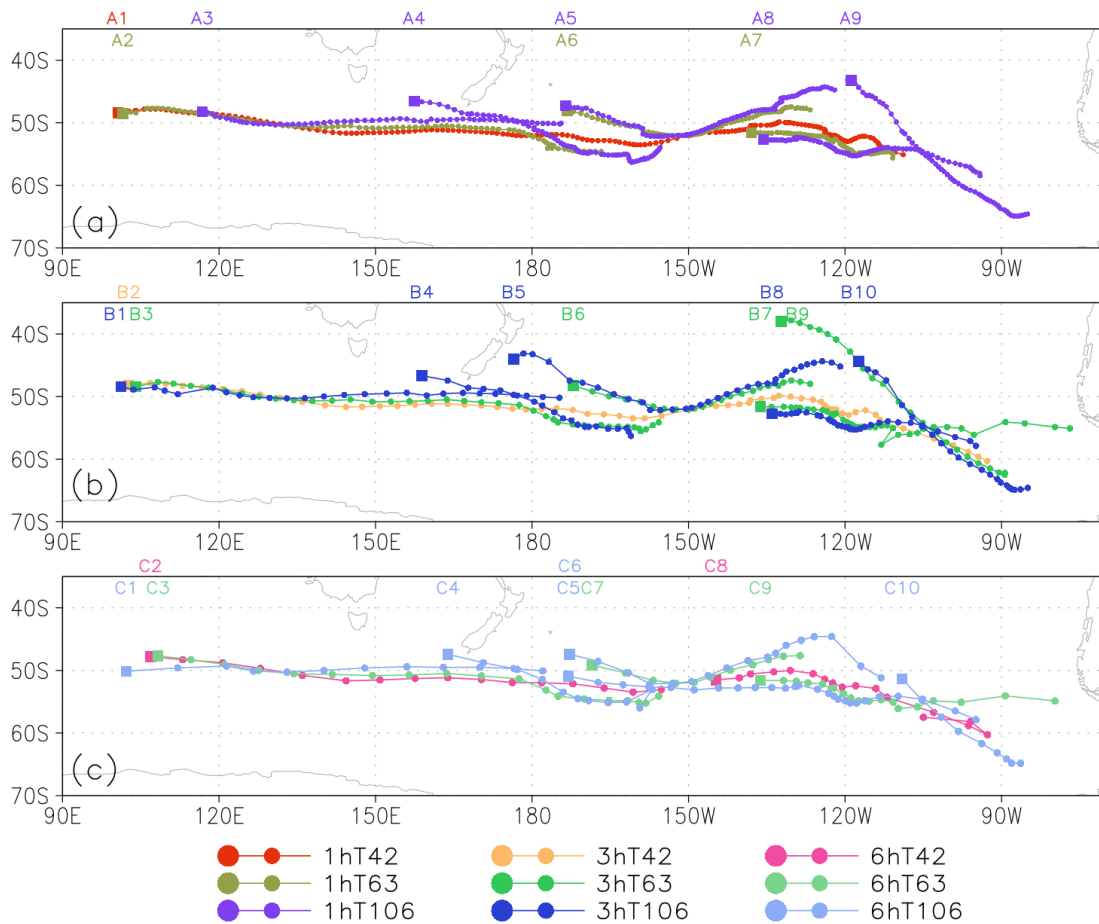 A1 A3 A4 A5 A8 A9
A2 A6 A7
40S
50S
60S
70S
(a)
90E 120E 150E 180 150W 120W 90W
B2 B4 B5 B8 B10
B1 B3 B6 B7 B9
40S
50S
60S
70S
(b)
90E 120E 150E 180 150W 120W 90W
C2 C6 C8
C1 C3 C4 C5 C7 C9 C10
40S
50S
60S
70S
(c)
90E 120E 150E 180 150W 120W 90W
1hT42 3hT42 6hT42
1hT63 3hT63 6hT63
1hT106 3hT106 6hT106